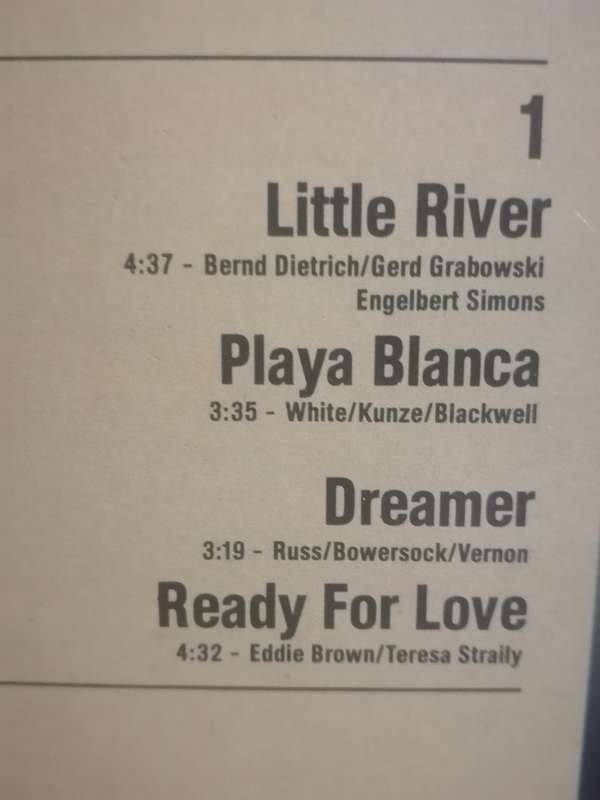 1
Little River
4:37 - Bernd Dietrich/Gerd Grabowski
Engelbert Simons
Playa Blanca
3:35 - White/Kunze/Blackwell
Dreamer
3:19 - Russ/Bowersock/Vernon
Ready For Love
4:32 - Eddie Brown/Teresa Straily